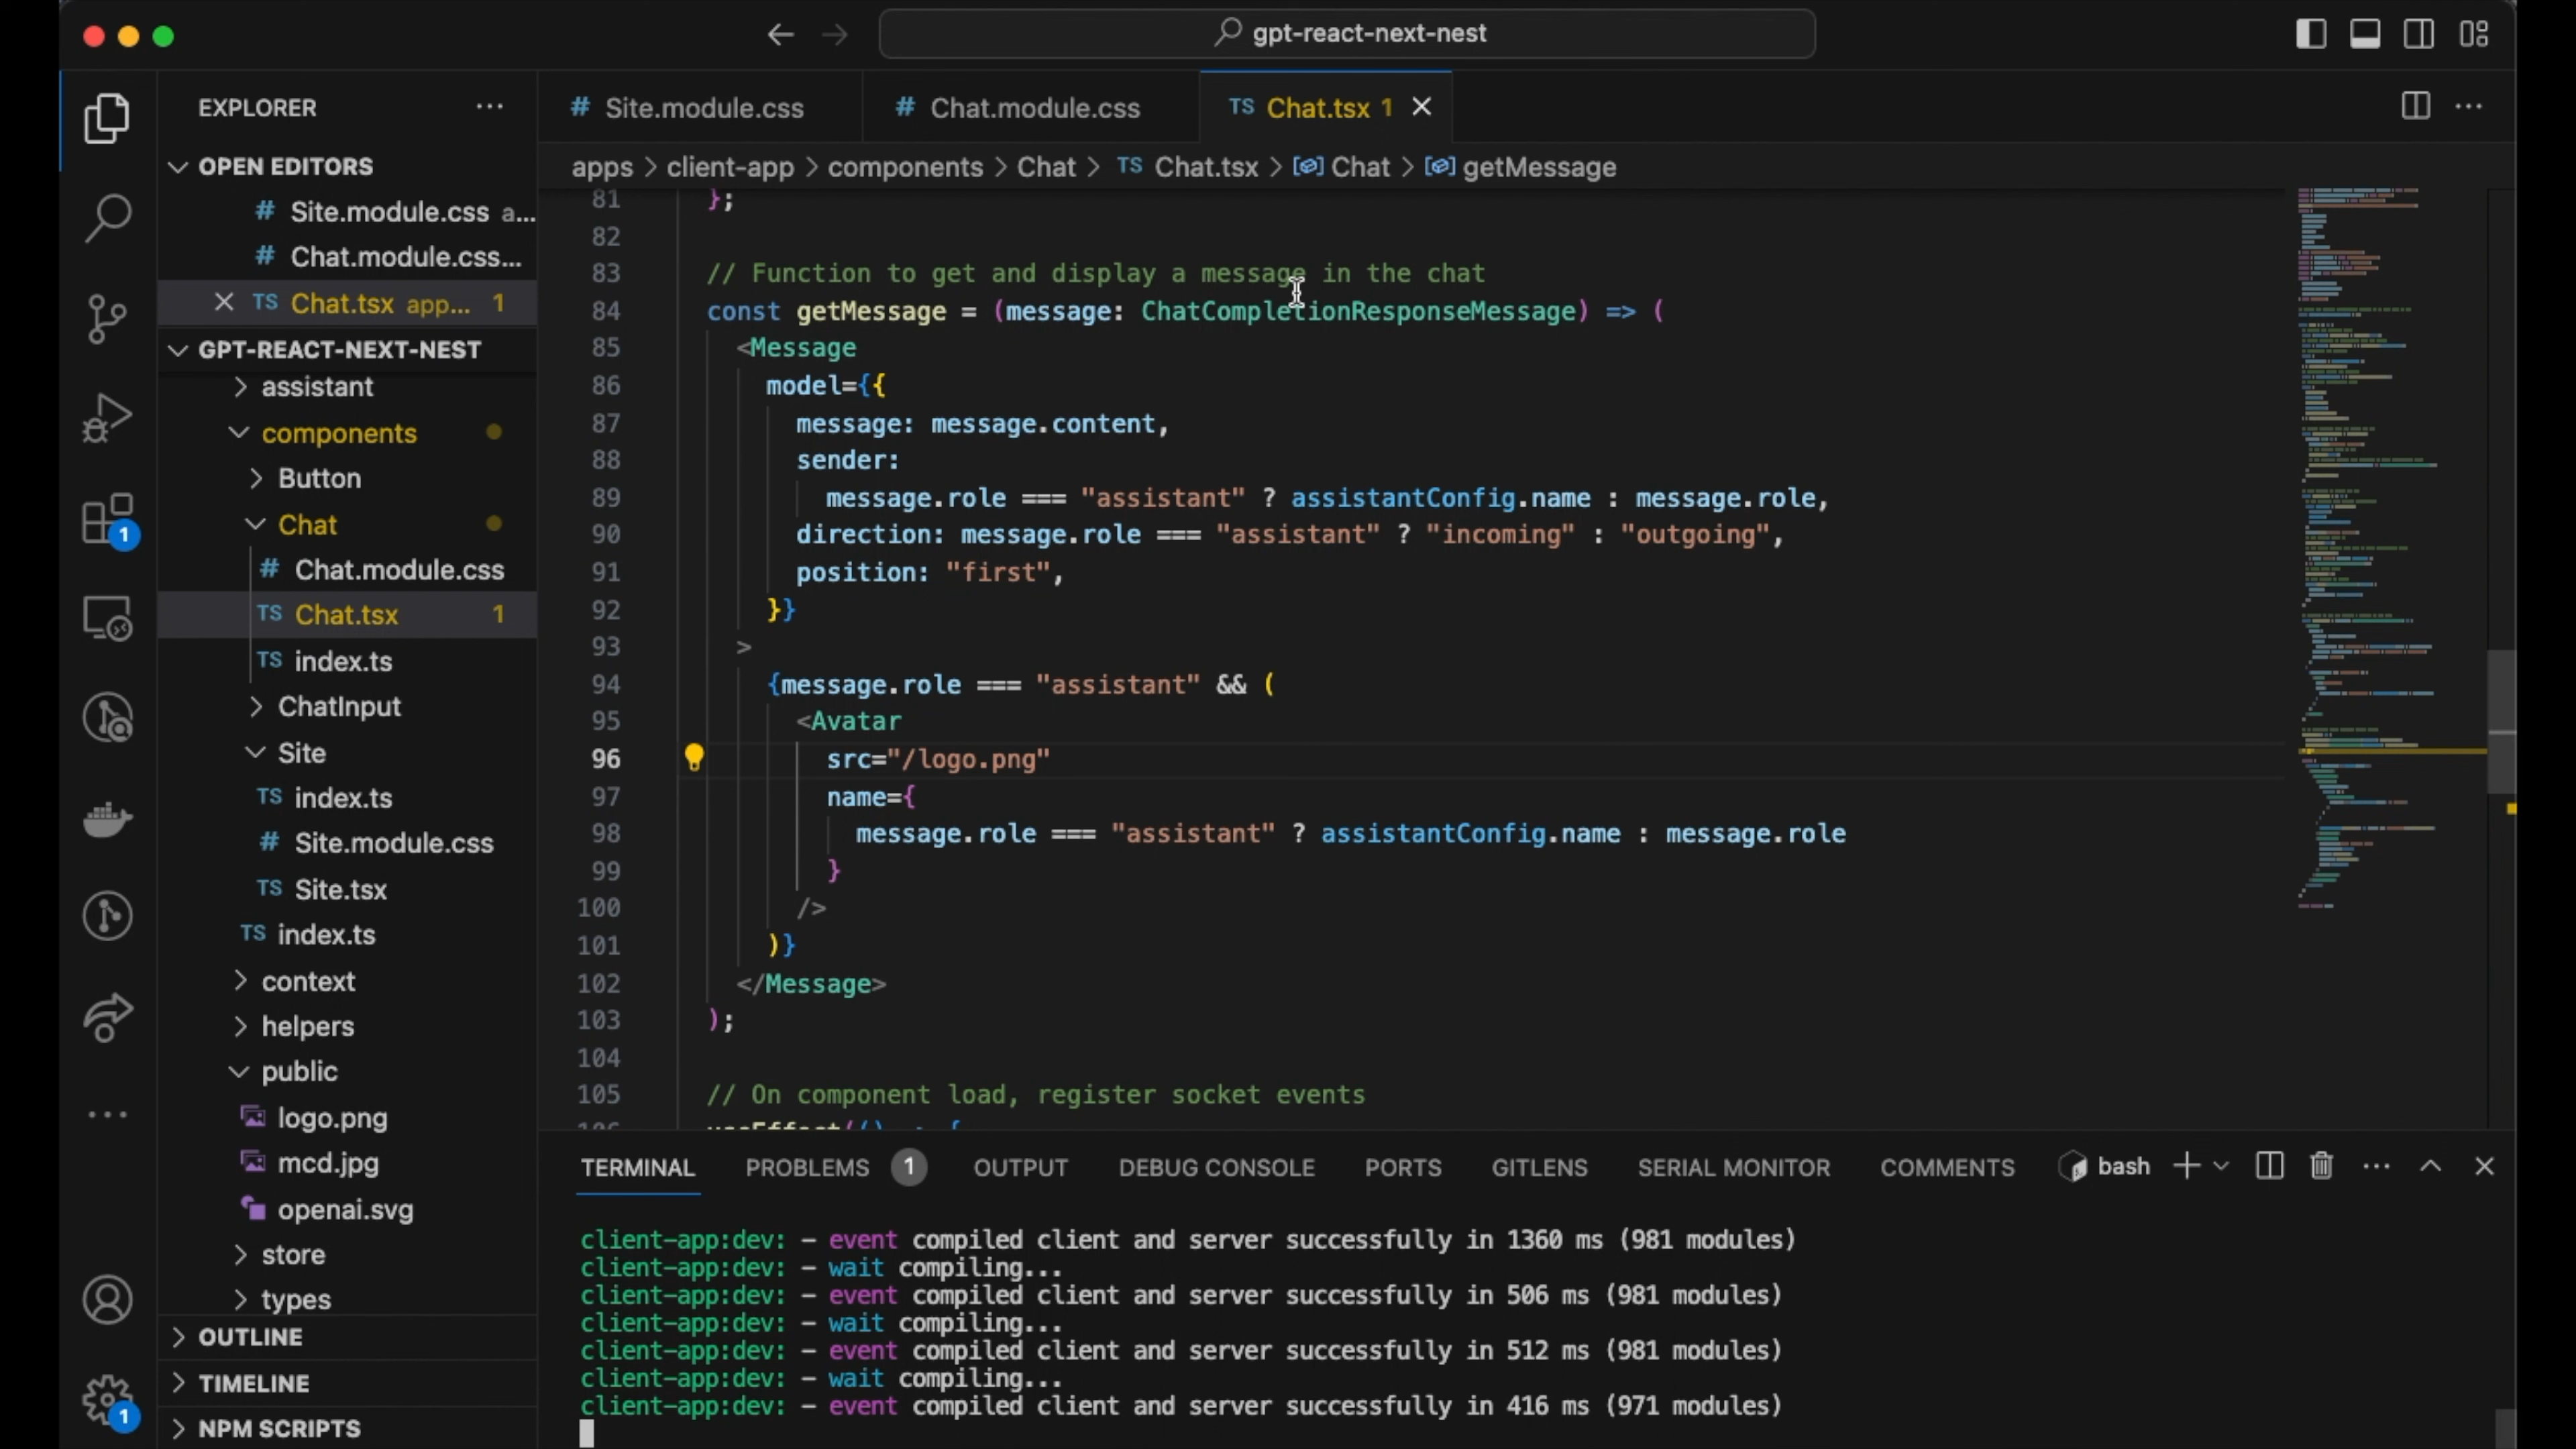 gpt-react-next-nest
EXPLORER
OPEN EDITORS
# Site.module.css a...
# Chat.module.css...
TS Chat.tsx app... 1
GPT-REACT-NEXT-NEST
assistant
components
Button
Chat
# Chat.module.css
TS Chat.tsx 1
TS index.ts
ChatInput
Site
TS index.ts
# Site.module.css
TS Site.tsx
TS index.ts
context
helpers
public
logo.png
mcd.jpg
openai.svg
store
types
OUTLINE
TIMELINE
NPM SCRIPTS
1
1
# Site.module.css
# Chat.module.css
TS Chat.tsx 1
apps > client-app > components > Chat > TS Chat.tsx > Chat > getMessage
81 };
82
83 // Function to get and display a message in the chat
84 const getMessage = (message: ChatCompletionResponseMessage) => (
85 <Message
86 model={{
87 message: message.content,
88 sender:
89 message.role === "assistant" ? assistantConfig.name : message.role,
90 direction: message.role === "assistant" ? "incoming" : "outgoing",
91 position: "first",
92 }}
93 >
94 {message.role === "assistant" && (
95 <Avatar
96 src="/logo.png"
97 name={
98 message.role === "assistant" ? assistantConfig.name : message.role
99 }
100 />
101 )}
102 </Message>
103 );
104
105 // On component load, register socket events
TERMINAL PROBLEMS 1 OUTPUT DEBUG CONSOLE PORTS GITLENS SERIAL MONITOR COMMENTS bash
client-app:dev: - event compiled client and server successfully in 1360 ms (981 modules)
client-app:dev: - wait compiling...
client-app:dev: - event compiled client and server successfully in 506 ms (981 modules)
client-app:dev: - wait compiling...
client-app:dev: - event compiled client and server successfully in 512 ms (981 modules)
client-app:dev: - wait compiling...
client-app:dev: - event compiled client and server successfully in 416 ms (971 modules)